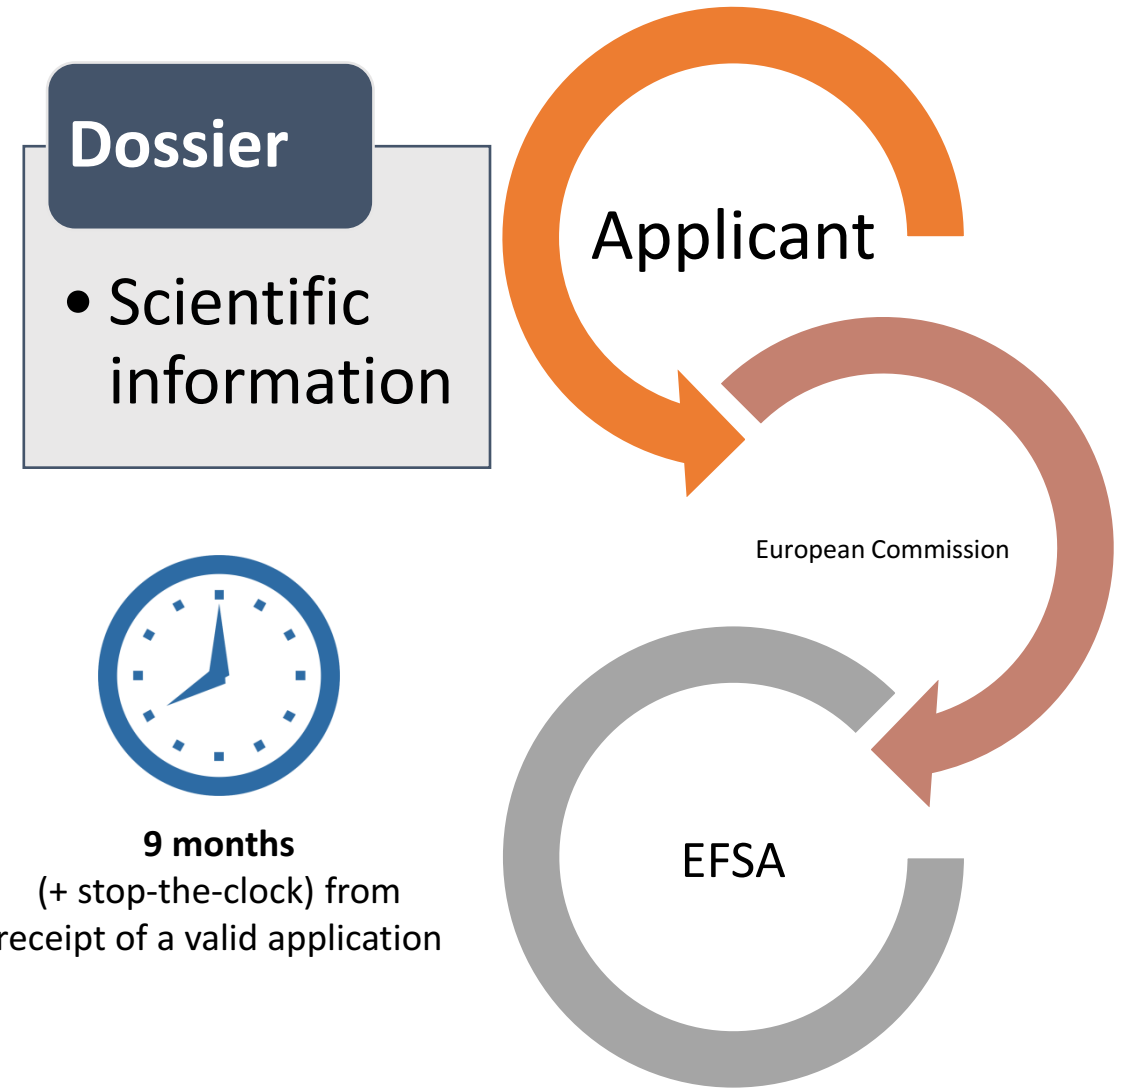 Dossier
• Scientific
information
Applicant
European Commission
EFSA
9 months
(+ stop-the-clock) from
receipt of a valid application